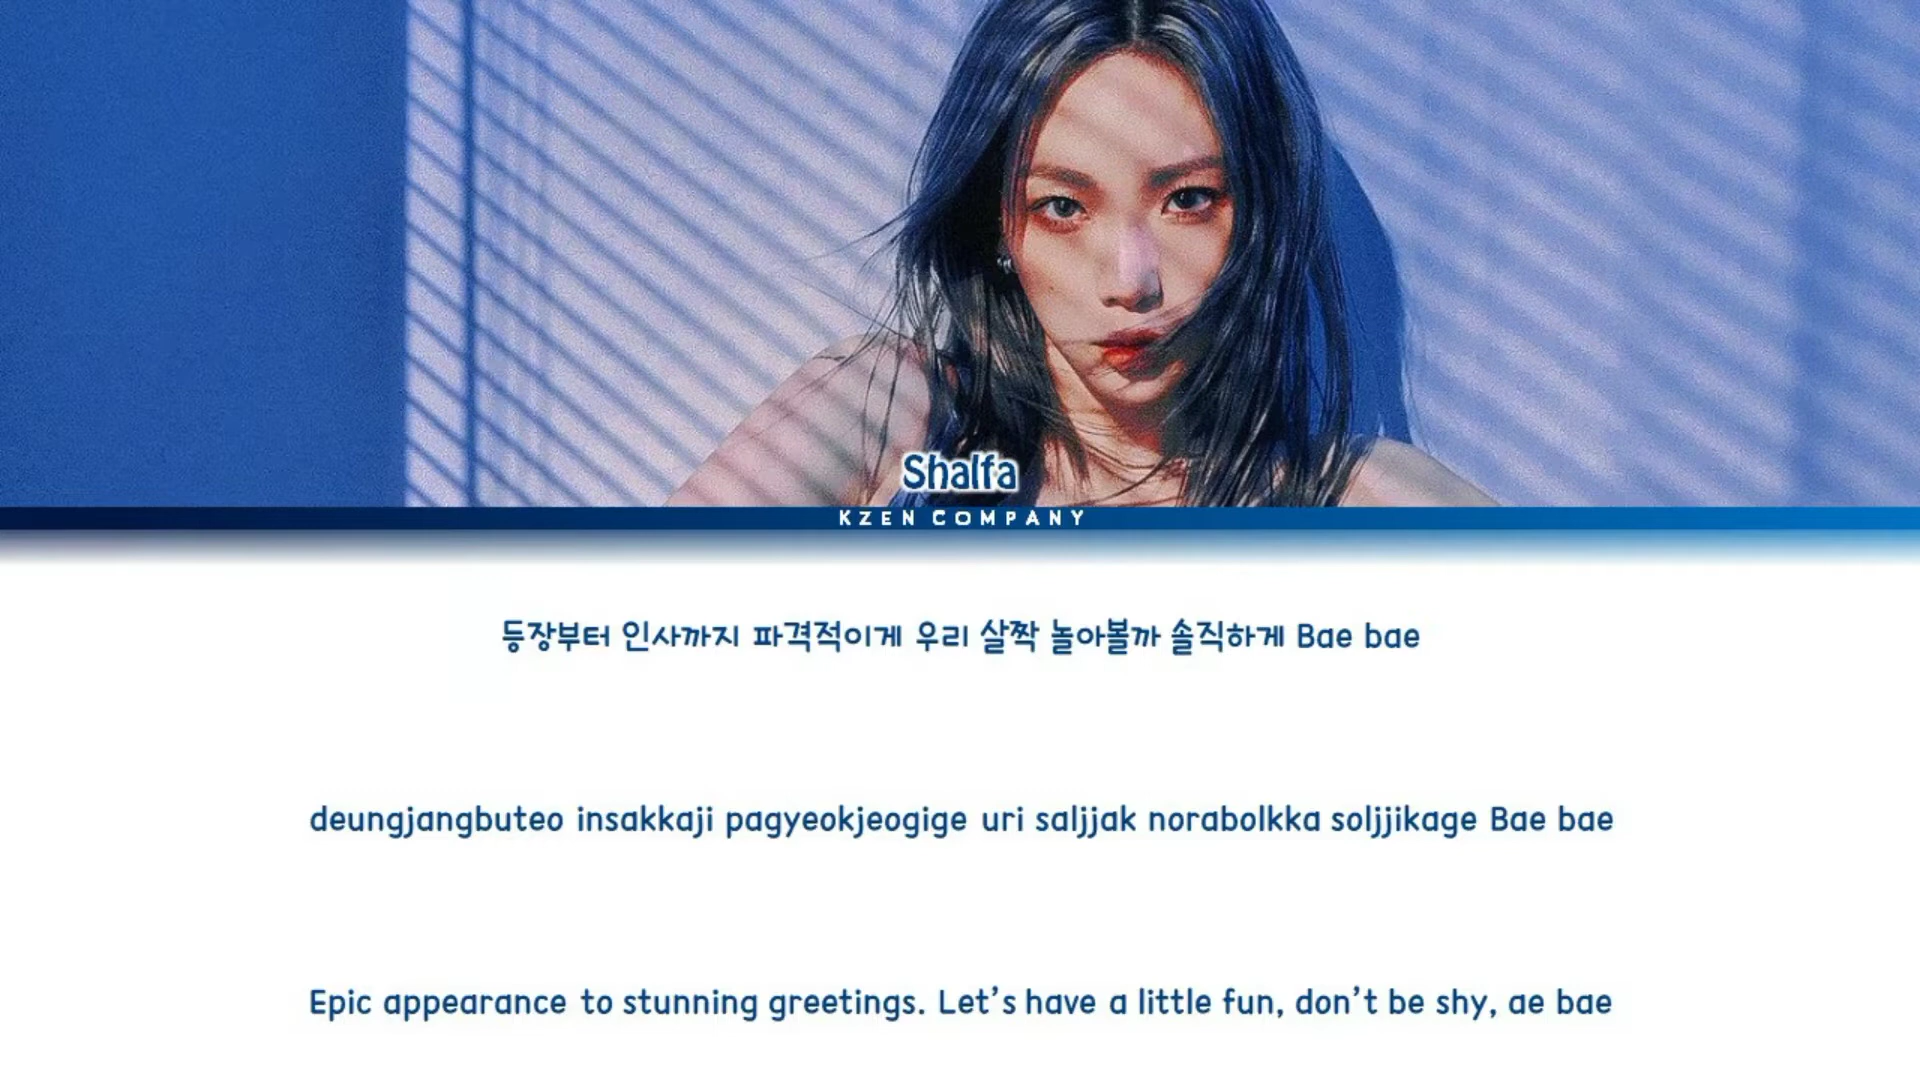 Shalfa
KZEN COMPANY
등장부터 인사까지 파격적이게 우리 살짝 놀아볼까 솔직하게 Bae bae
deungjangbuteo insakkaji pagyeokjeogige uri saljjak norabolkka soljjikage Bae bae
Epic appearance to stunning greetings. Let’s have a little fun, don’t be shy, ae bae